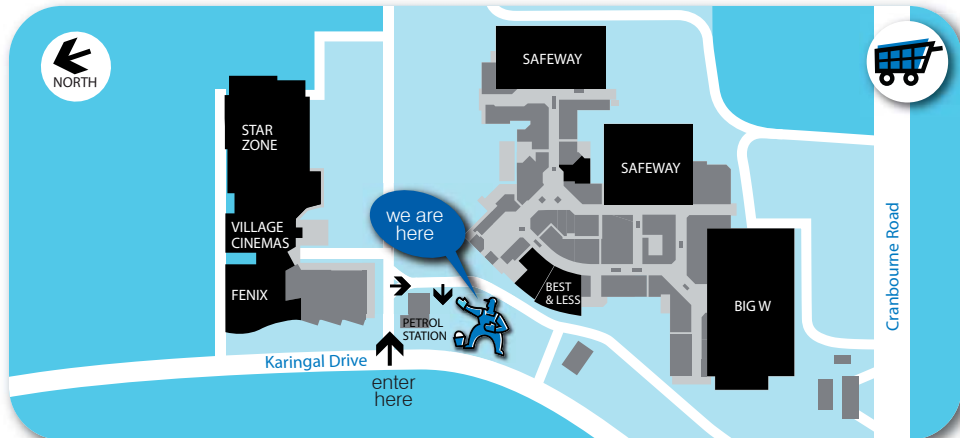 NORTH
SAFEWAY
STAR
ZONE
SAFEWAY
we are
here
VILLAGE
CINEMAS
Cranbourne Road
FENIX
BEST
& LESS
BIG W
PETROL
STATION
Karingal Drive
enter
here